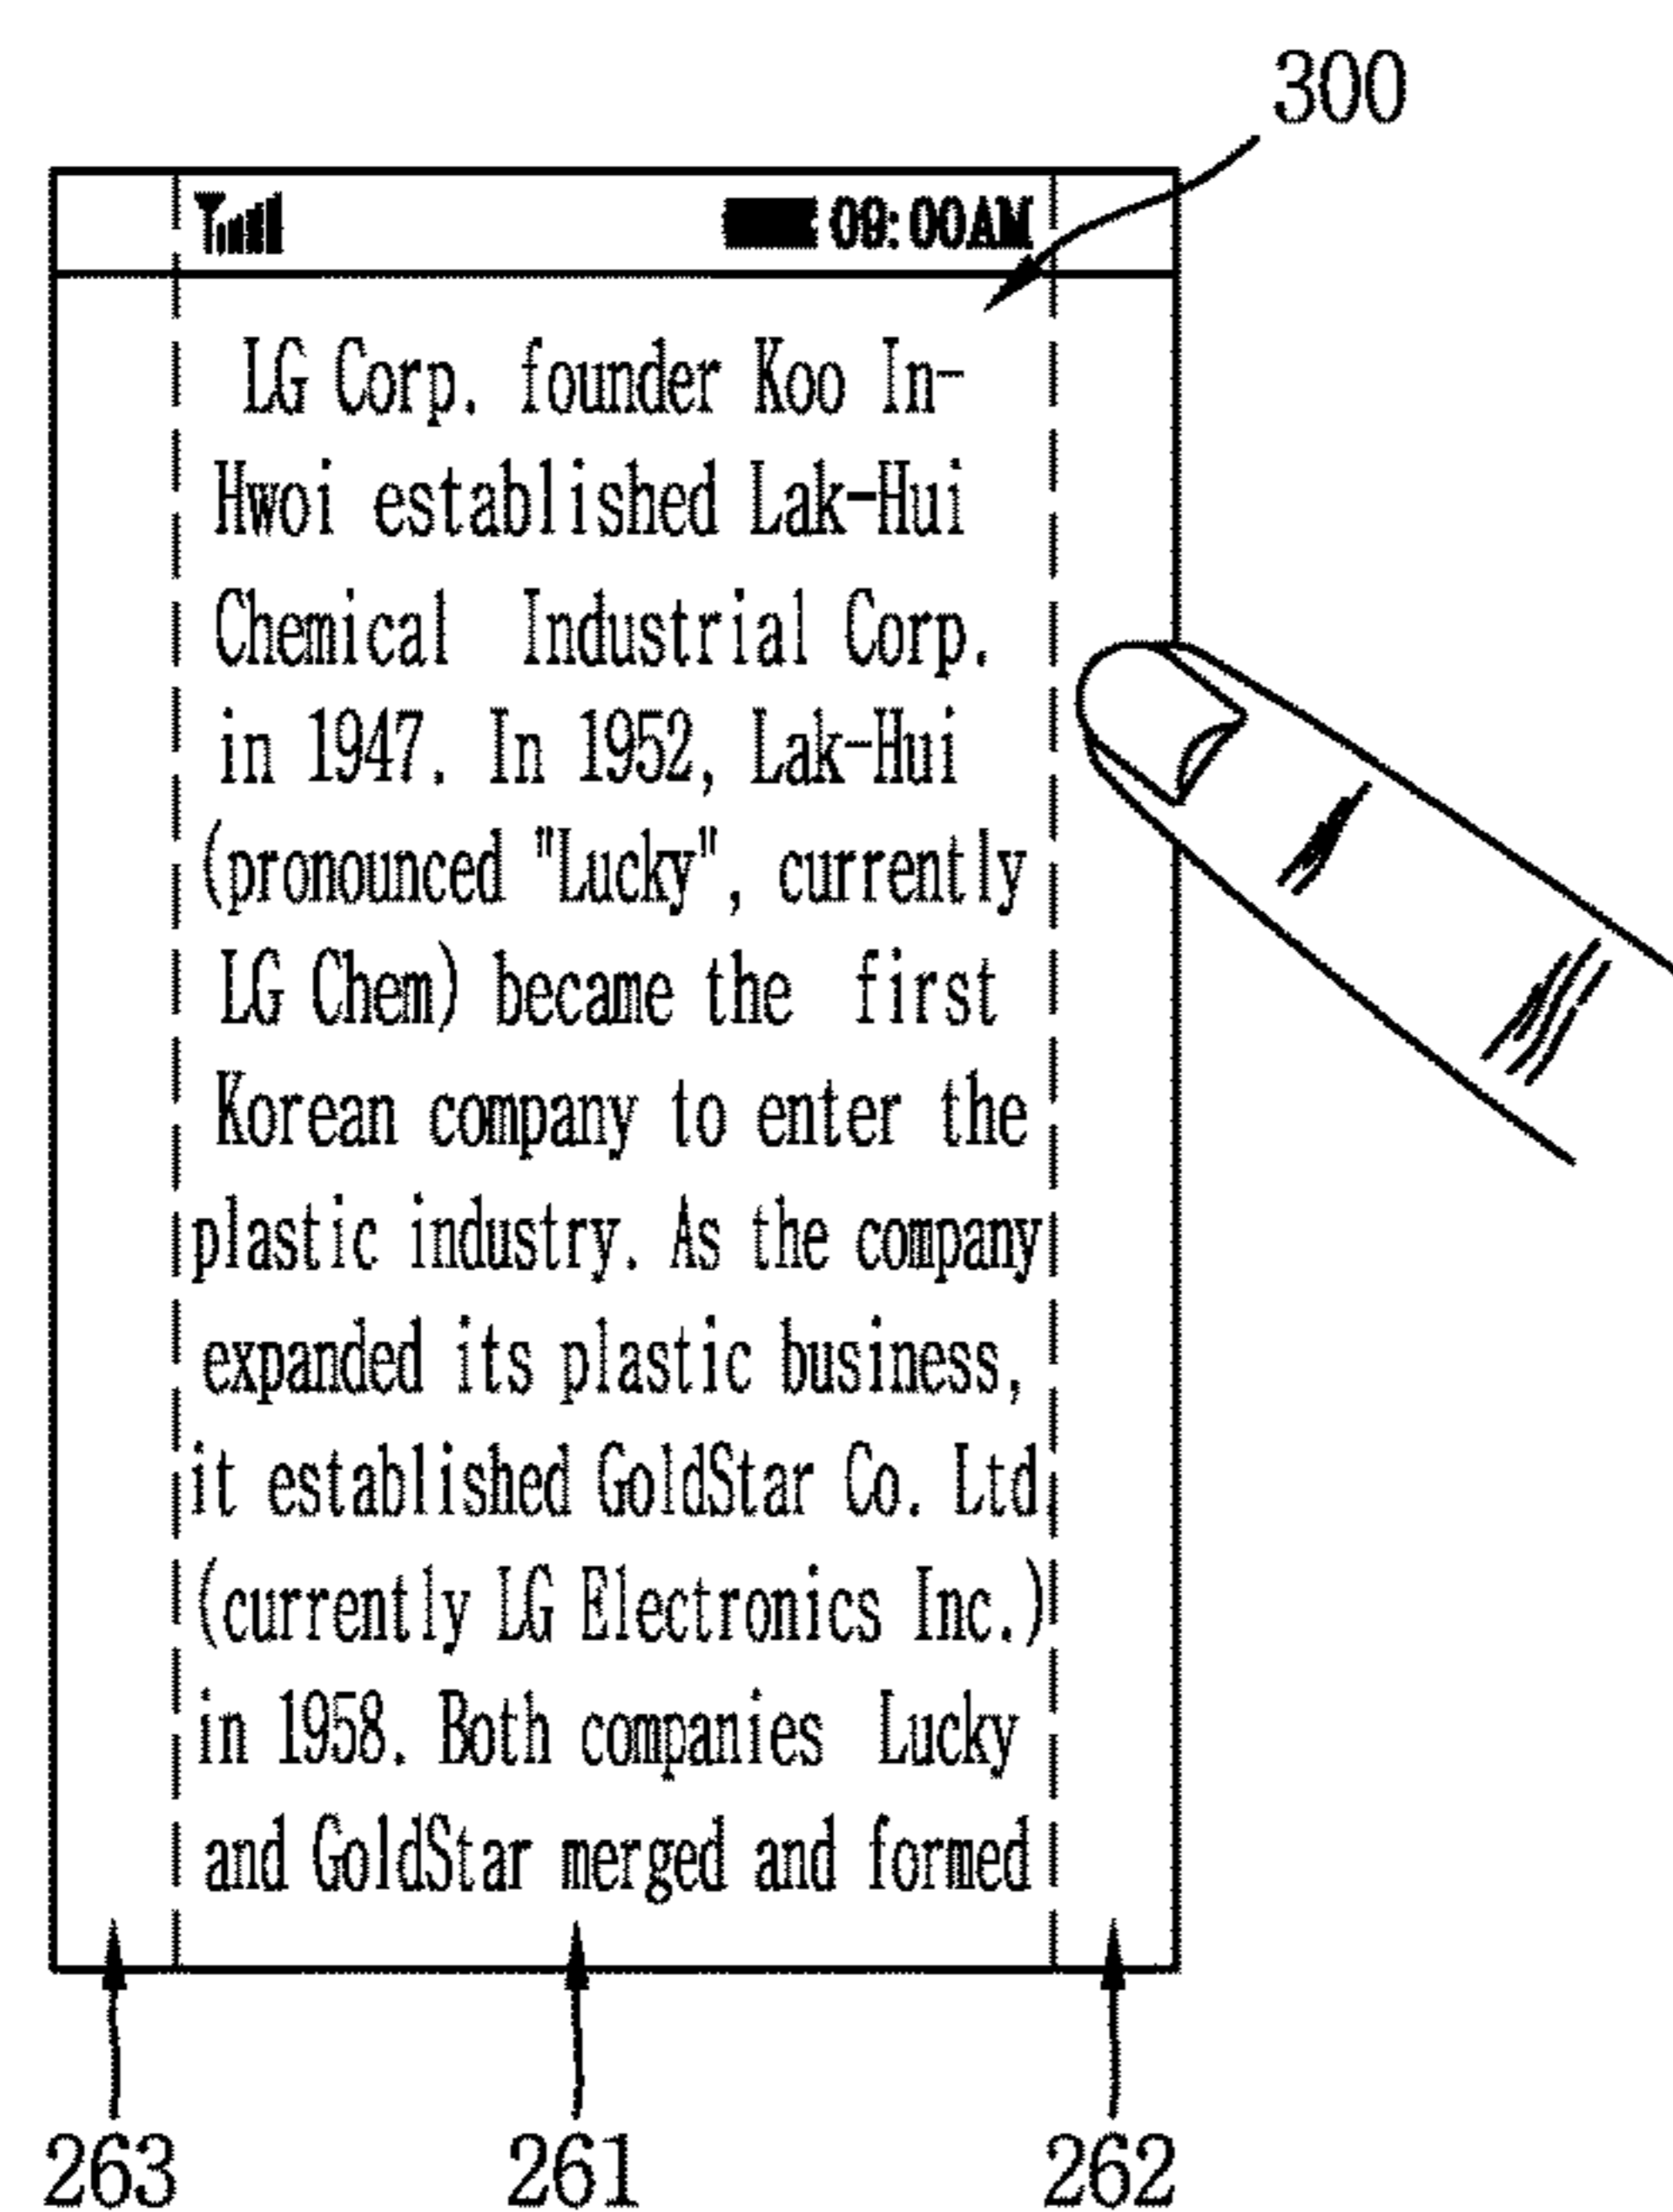 300
09:00AM
LG Corp. founder Koo In-
Hwoi established Lak-Hui
Chemical Industrial Corp.
in 1947. In 1952, Lak-Hui
(pronounced "Lucky", currently
LG Chem) became the first
Korean company to enter the
plastic industry. As the company
expanded its plastic business,
it established GoldStar Co. Ltd.
(currently LG Electronics Inc.)
in 1958. Both companies Lucky
and GoldStar merged and formed
263 261 262